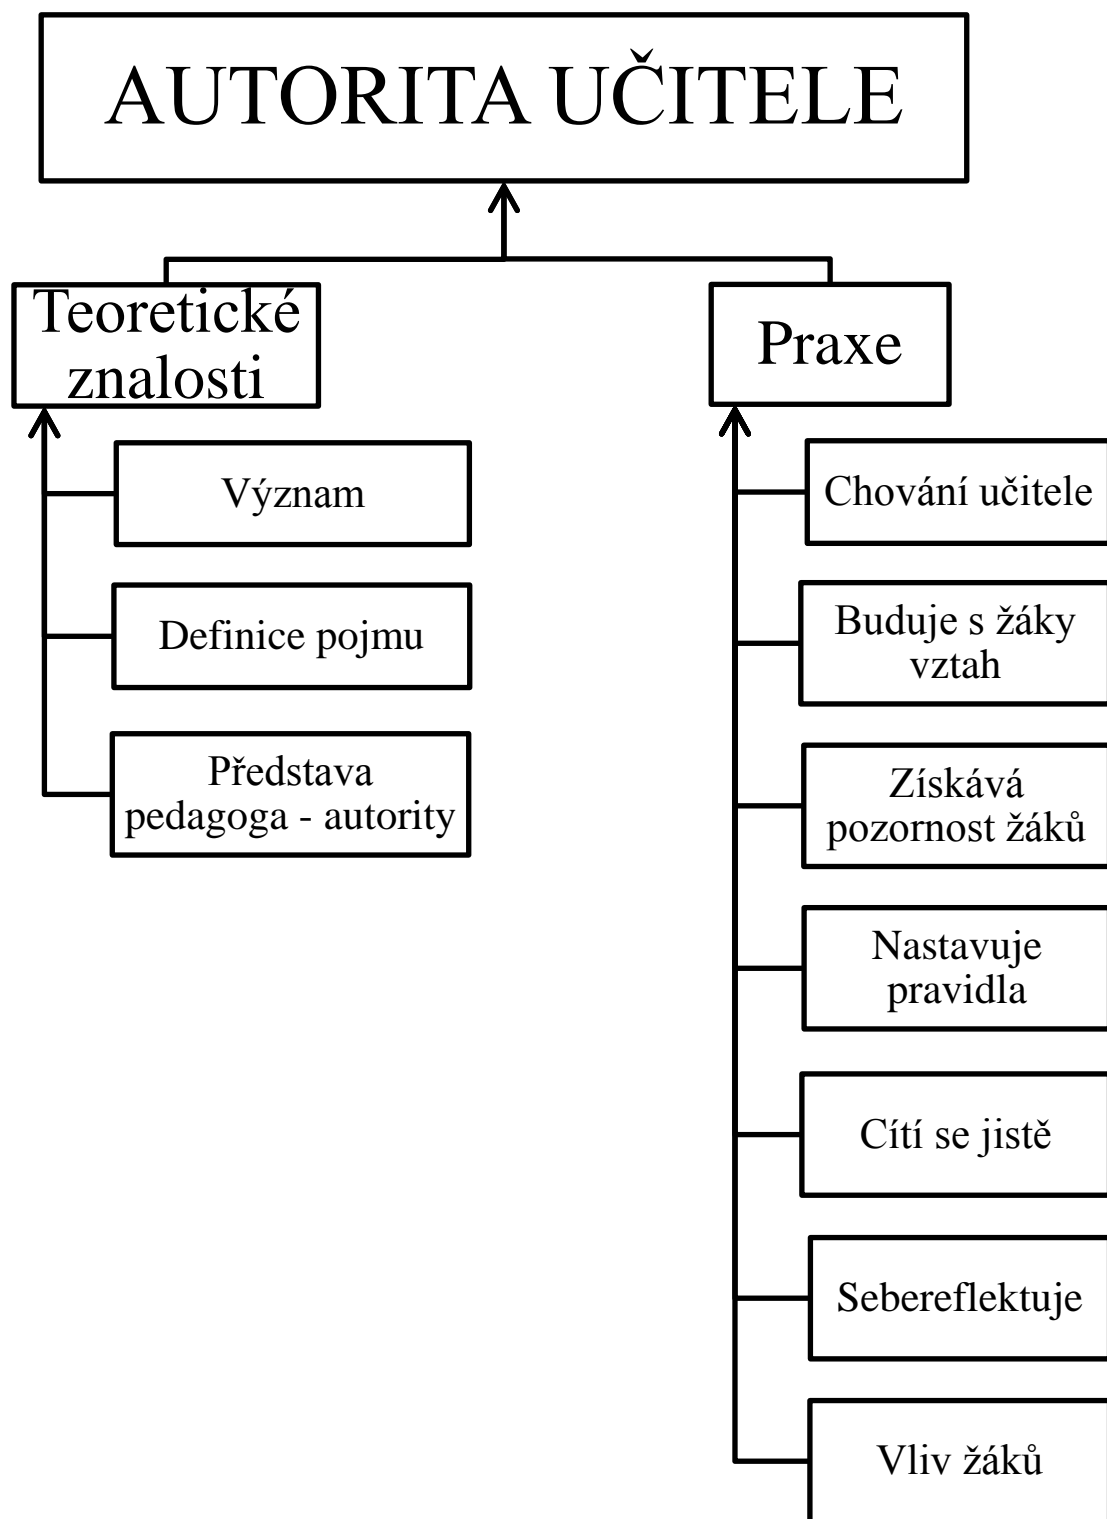 AUTORITA UČITELE
Teoretické
znalosti
Význam
Definice pojmu
Představa
pedagoga - autority
Praxe
Chování učitele
Buduje s žáky
vztah
Získává
pozornost žáků
Nastavuje
pravidla
Cítí se jistě
Sebereflektuje
Vliv žáků